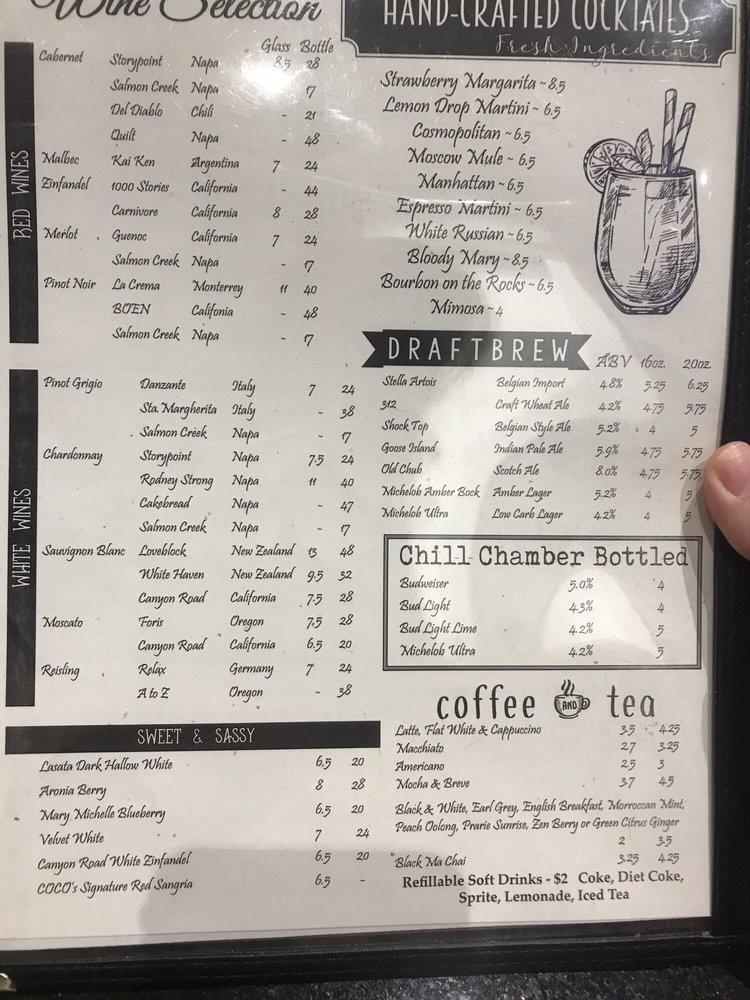 Wine Selection
Glass Bottle
RED WINES
Cabernet Storypoint Napa 8.5 28
Salmon Creek Napa 17
Del Diablo Chili - 21
Quilt Napa - 48
Malbec Kai Ken Argentina 7 24
Zinfandel 1000 Stories California - 44
Carnivore California 8 28
Merlot Guenoc California 7 24
Salmon Creek Napa - 17
Pinot Noir La Crema Monterrey 11 40
BOEN Califonia - 48
Salmon Creek Napa - 17
WHITE WINES
Pinot Grigio Danzante Italy 7 24
Sta. Margherita Italy - 38
Salmon Creek Napa - 17
Chardonnay Storypoint Napa 7.5 24
Rodney Strong Napa 11 40
Cakebread Napa - 47
Salmon Creek Napa - 17
Sauvignon Blanc Loveblock New Zealand 13 48
White Haven New Zealand 9.5 32
Canyon Road California 7.5 28
Moscato Foris Oregon 7.5 28
Canyon Road California 6.5 20
Reisling Relax Germany 7 24
A to Z Oregon - 38
SWEET & SASSY
Lasata Dark Hallow White 6.5 20
Aronia Berry 8 28
Mary Michelle Blueberry 6.5 20
Velvet White 7 24
Canyon Road White Zinfandel 6.5 20
COCO's Signature Red Sangria 6.5 -
HAND-CRAFTED COCKTAILS
Fresh Ingredients
Strawberry Margarita ~ 8.5
Lemon Drop Martini ~ 6.5
Cosmopolitan ~ 6.5
Moscow Mule ~ 6.5
Manhattan ~ 6.5
Espresso Martini ~ 6.5
White Russian ~ 6.5
Bloody Mary ~ 8.5
Bourbon on the Rocks ~ 6.5
Mimosa ~ 4
DRAFTBREW ABV 16oz. 20oz.
Stella Artois Belgian Import 4.8% 5.25 6.25
312 Craft Wheat Ale 4.2% 4.75 5.75
Shock Top Belgian Style Ale 5.2% 4 5
Goose Island Indian Pale Ale 5.9% 4.75 5.75
Old Chub Scotch Ale 8.0% 4.75 5.75
Michelob Amber Bock Amber Lager 5.2% 4 5
Michelob Ultra Low Carb Lager 4.2% 4 5
Chill Chamber Bottled
Budweiser 5.0% 4
Bud Light 4.3% 4
Bud Light Lime 4.2% 5
Michelob Ultra 4.2% 5
coffee AND tea
Latte, Flat White & Cappuccino 3.5 4.25
Macchiato 2.7 3.25
Americano 2.5 3
Mocha & Breve 3.7 4.5
Black & White, Earl Grey, English Breakfast, Morroccan Mint,
Peach Oolong, Prarie Sunrise, Zen Berry or Green Citrus Ginger
2 3.5
Black Ma Chai 3.25 4.25
Refillable Soft Drinks - $2 Coke, Diet Coke,
Sprite, Lemonade, Iced Tea